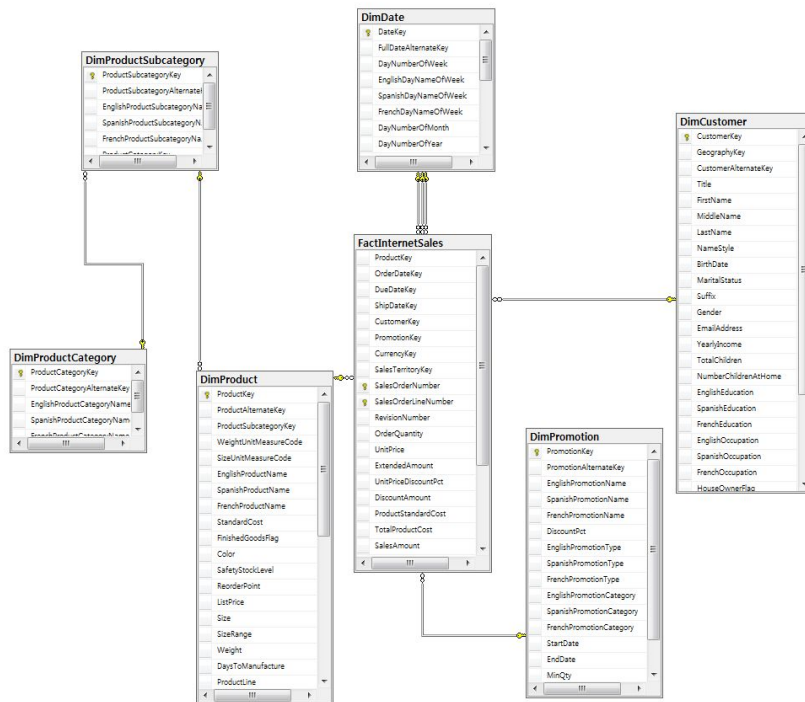 DimDate
DateKey
FullDateAlternateKey
DayNumberOfWeek
EnglishDayNameOfWeek
SpanishDayNameOfWeek
FrenchDayNameOfWeek
DayNumberOfMonth
DayNumberOfYear
DimProductSubcategory
ProductSubcategoryKey
ProductSubcategoryAlternateK
EnglishProductSubcategoryNa
SpanishProductSubcategoryN
FrenchProductSubcategoryNa
ProductCategoryKey
DimCustomer
CustomerKey
GeographyKey
CustomerAlternateKey
Title
FirstName
MiddleName
LastName
NameStyle
BirthDate
MaritalStatus
Suffix
Gender
EmailAddress
YearlyIncome
TotalChildren
NumberChildrenAtHome
EnglishEducation
SpanishEducation
FrenchEducation
EnglishOccupation
SpanishOccupation
FrenchOccupation
HouseOwnerFlag
FactInternetSales
ProductKey
OrderDateKey
DueDateKey
ShipDateKey
CustomerKey
PromotionKey
CurrencyKey
SalesTerritoryKey
SalesOrderNumber
SalesOrderLineNumber
RevisionNumber
OrderQuantity
UnitPrice
ExtendedAmount
UnitPriceDiscountPct
DiscountAmount
ProductStandardCost
TotalProductCost
SalesAmount
DimProductCategory
ProductCategoryKey
ProductCategoryAlternateKey
EnglishProductCategoryName
SpanishProductCategoryName
FrenchProductCategoryName
DimProduct
ProductKey
ProductAlternateKey
ProductSubcategoryKey
WeightUnitMeasureCode
SizeUnitMeasureCode
EnglishProductName
SpanishProductName
FrenchProductName
StandardCost
FinishedGoodsFlag
Color
SafetyStockLevel
ReorderPoint
ListPrice
Size
SizeRange
Weight
DaysToManufacture
ProductLine
DimPromotion
PromotionKey
PromotionAlternateKey
EnglishPromotionName
SpanishPromotionName
FrenchPromotionName
DiscountPct
EnglishPromotionType
SpanishPromotionType
FrenchPromotionType
EnglishPromotionCategory
SpanishPromotionCategory
FrenchPromotionCategory
StartDate
EndDate
MinQty